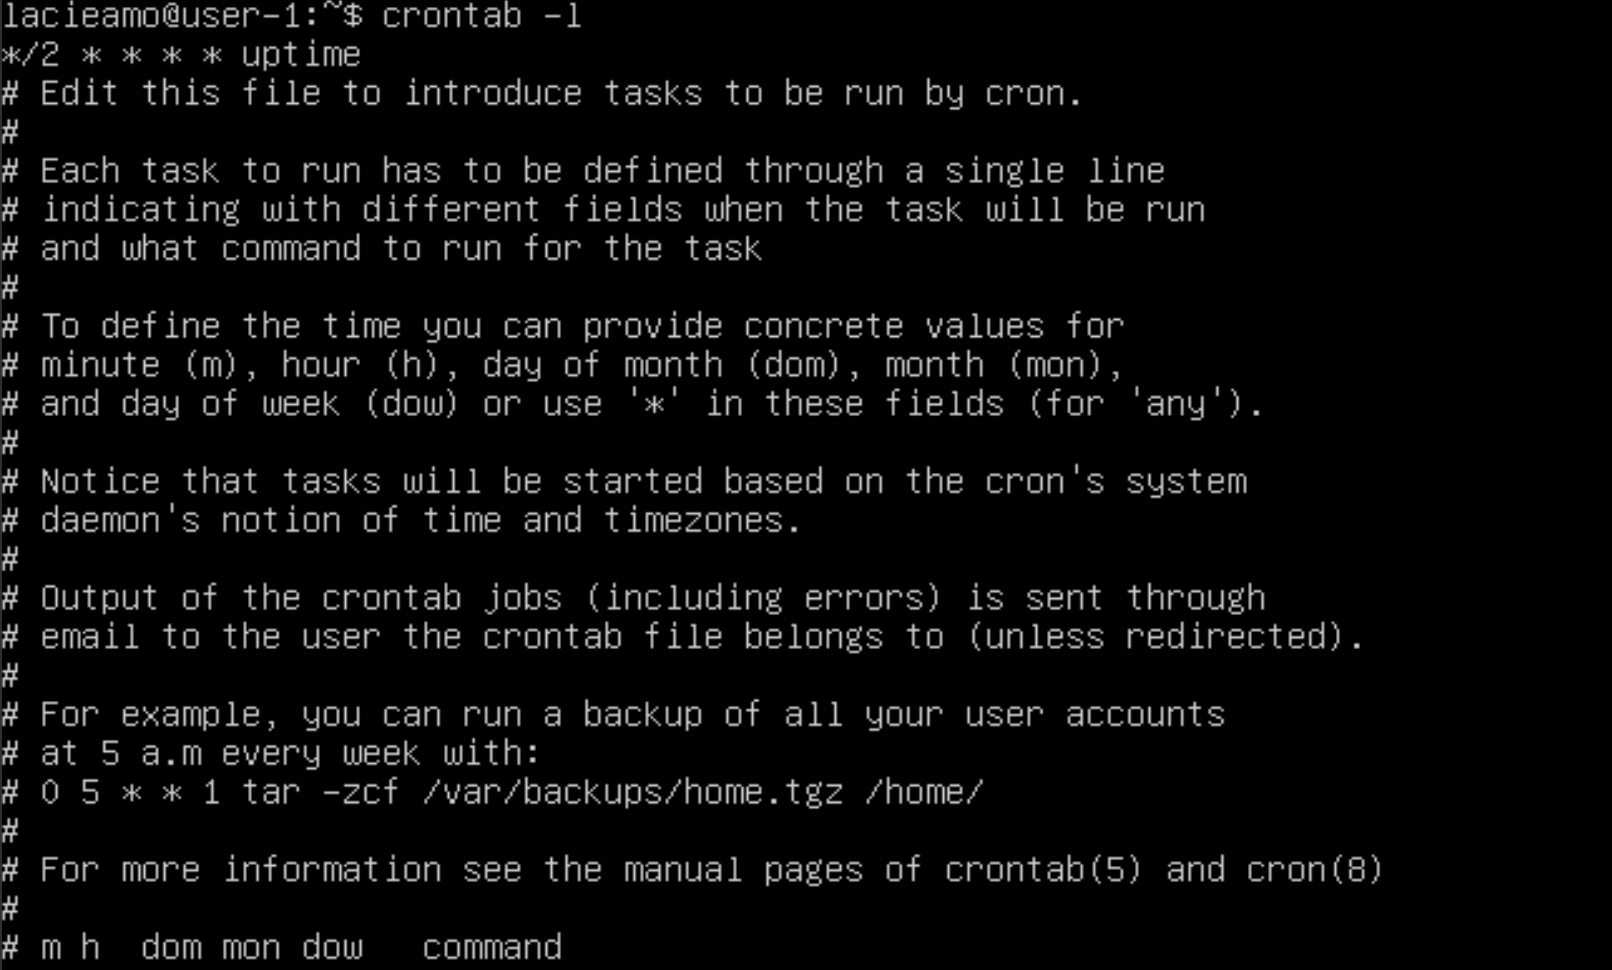 lacieamo@user-1:~$ crontab -l
*/2 * * * * uptime
# Edit this file to introduce tasks to be run by cron.
#
# Each task to run has to be defined through a single line
# indicating with different fields when the task will be run
# and what command to run for the task
#
# To define the time you can provide concrete values for
# minute (m), hour (h), day of month (dom), month (mon),
# and day of week (dow) or use '*' in these fields (for 'any').
#
# Notice that tasks will be started based on the cron's system
# daemon's notion of time and timezones.
#
# Output of the crontab jobs (including errors) is sent through
# email to the user the crontab file belongs to (unless redirected).
#
# For example, you can run a backup of all your user accounts
# at 5 a.m every week with:
# 0 5 * * 1 tar -zcf /var/backups/home.tgz /home/
#
# For more information see the manual pages of crontab(5) and cron(8)
#
# m h  dom mon dow   command